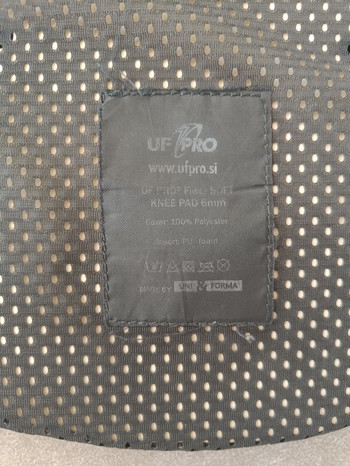 UF PRO
www.ufpro.si
UF PRO® Flex-SOFT
KNEE PAD 6mm
Cover: 100% Polyester
Insert: PU-foam
MADE BY UNI & FORMA